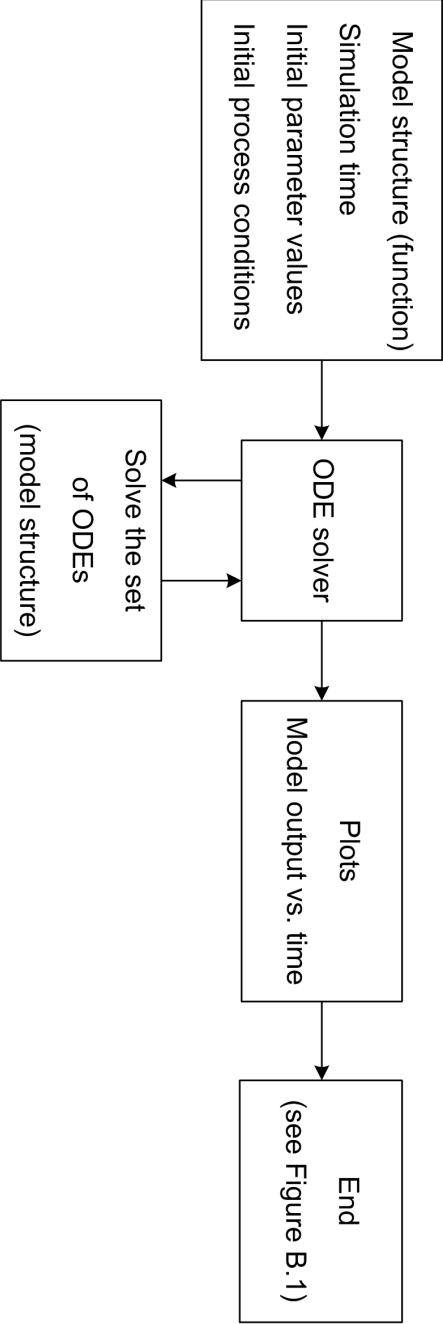 Model structure (function)
Simulation time
Initial parameter values
Initial process conditions
ODE solver
Solve the set
of ODEs
(model structure)
Plots
Model output vs. time
End
(see Figure B.1)